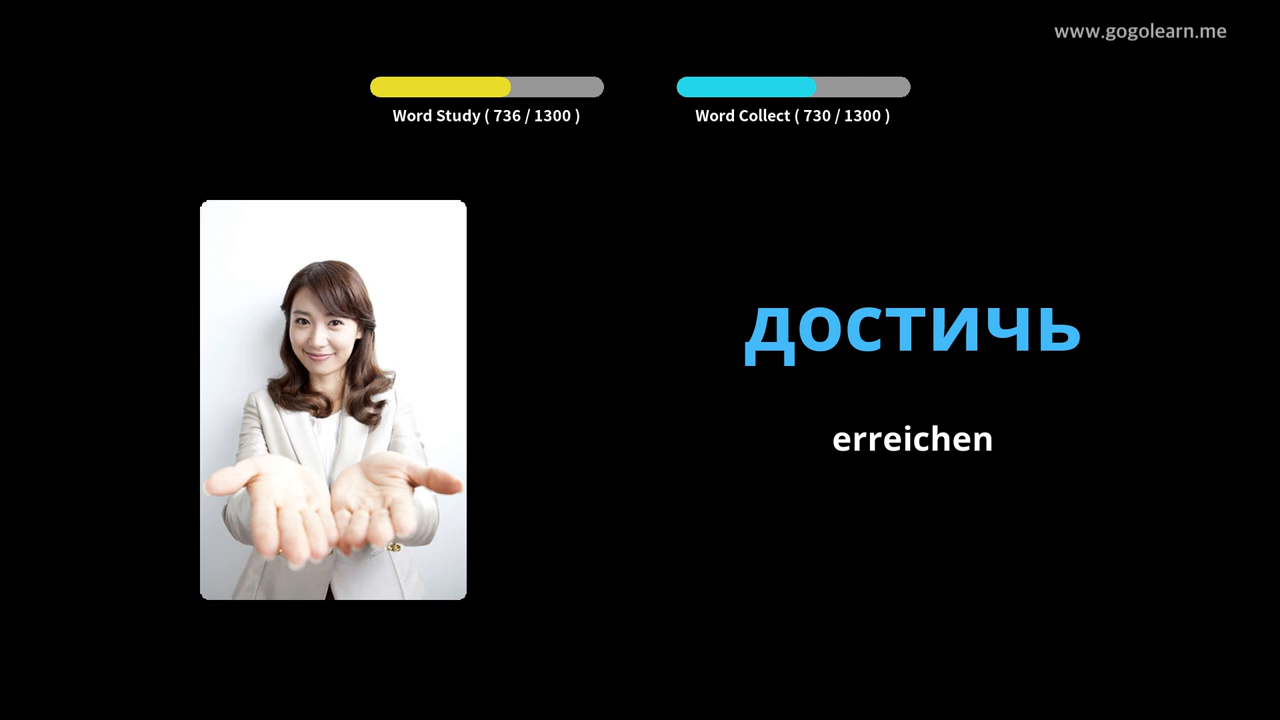 www.gogolearn.me
Word Study ( 736 / 1300 )
Word Collect ( 730 / 1300 )
достичь
erreichen